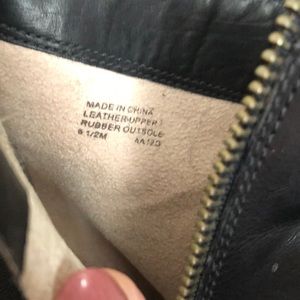 MADE IN CHINA
LEATHER UPPER
RUBBER OUTSOLE
6 1/2M